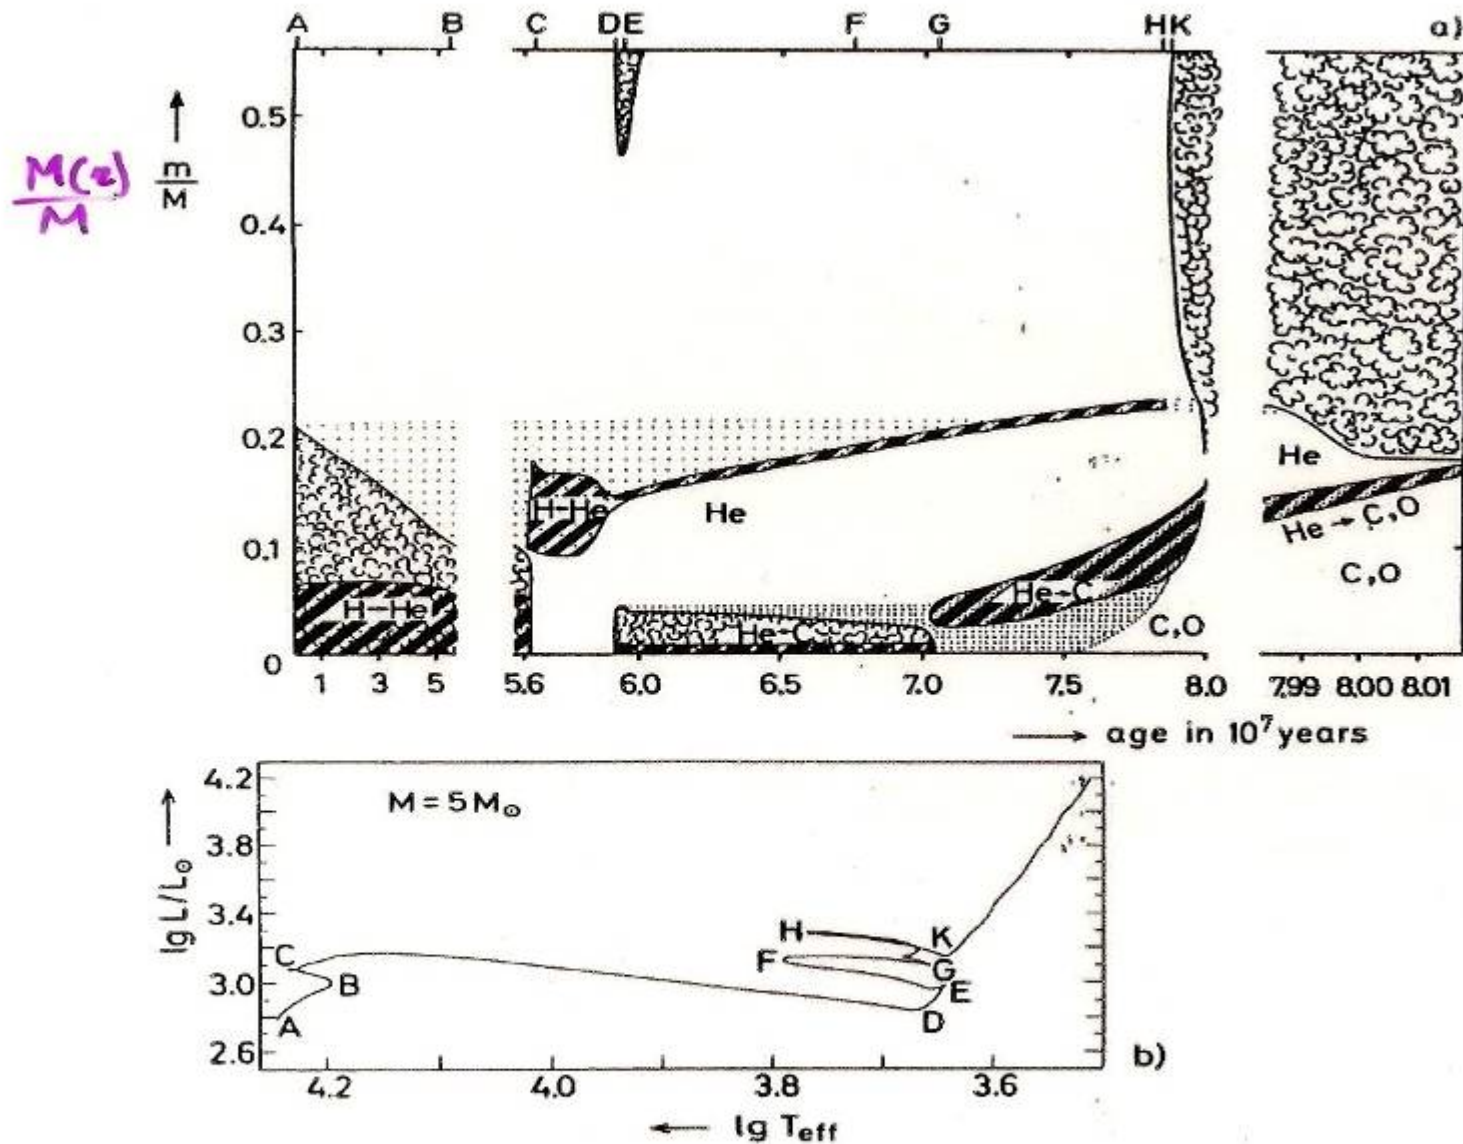 A B C D E F G H K a)
0.5
M(r)
M
m
M
0.4
0.3
0.2
0.1
0
H-He
H-He
He
He→C
He→C
C,O
He
He→C,O
C,O
1 3 5 5.6 6.0 6.5 7.0 7.5 8.0 7.99 8.00 8.01
→ age in 10⁷ years
4.2
3.8
3.4
3.0
2.6
lg L/L⊙ →
M = 5M⊙
H K
F G
E
C B
A D
b)
4.2 4.0 3.8 3.6
← lg Teff